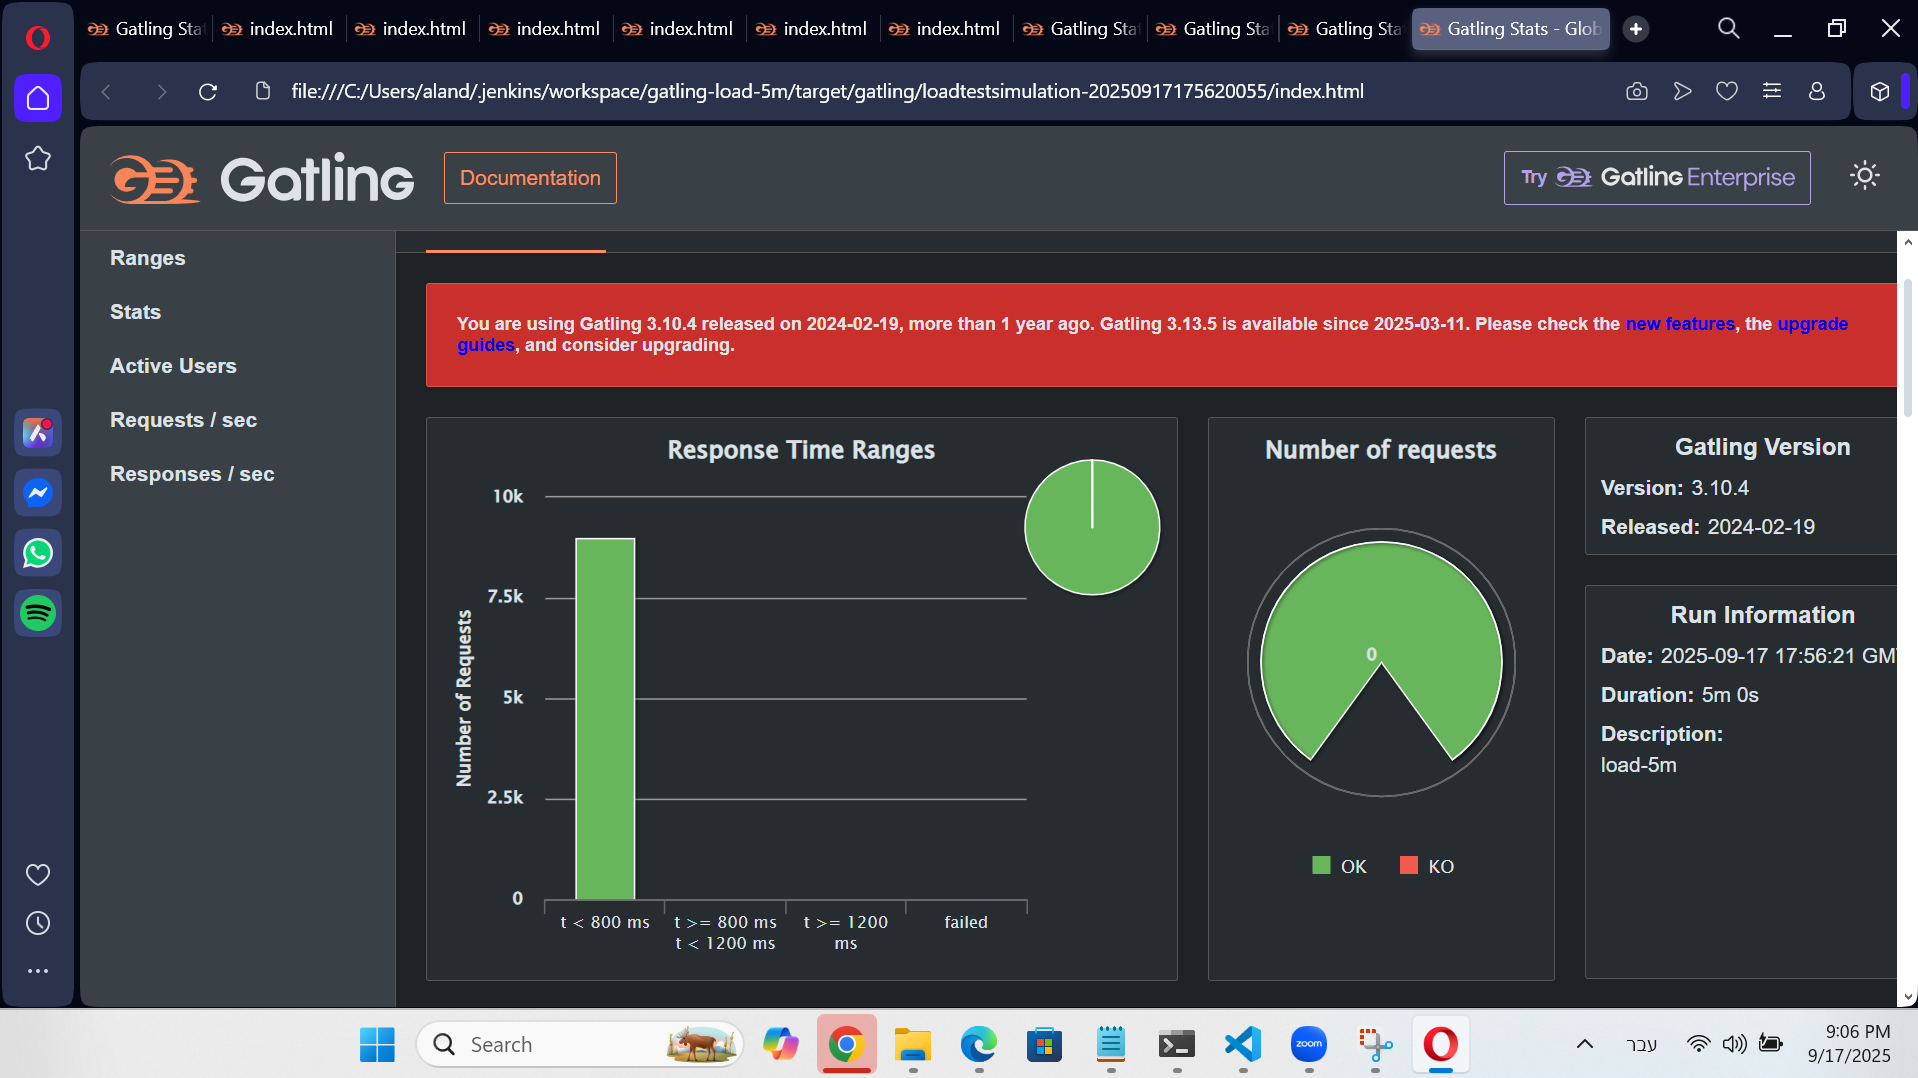 Gatling Sta
index.html
index.html
index.html
index.html
index.html
index.html
Gatling Sta
Gatling Sta
Gatling Sta
Gatling Stats - Glob
file:///C:/Users/aland/.jenkins/workspace/gatling-load-5m/target/gatling/loadtestsimulation-20250917175620055/index.html
Gatling
Documentation
Try Gatling Enterprise
Ranges
Stats
Active Users
Requests / sec
Responses / sec
You are using Gatling 3.10.4 released on 2024-02-19, more than 1 year ago. Gatling 3.13.5 is available since 2025-03-11. Please check the new features, the upgrade
guides, and consider upgrading.
Response Time Ranges
10k
7.5k
5k
2.5k
0
Number of Requests
t < 800 ms
t >= 800 ms
t < 1200 ms
t >= 1200
ms
failed
Number of requests
0
OK
KO
Gatling Version
Version: 3.10.4
Released: 2024-02-19
Run Information
Date: 2025-09-17 17:56:21 GM
Duration: 5m 0s
Description:
load-5m
Search
zoom
עבר
9:06 PM
9/17/2025